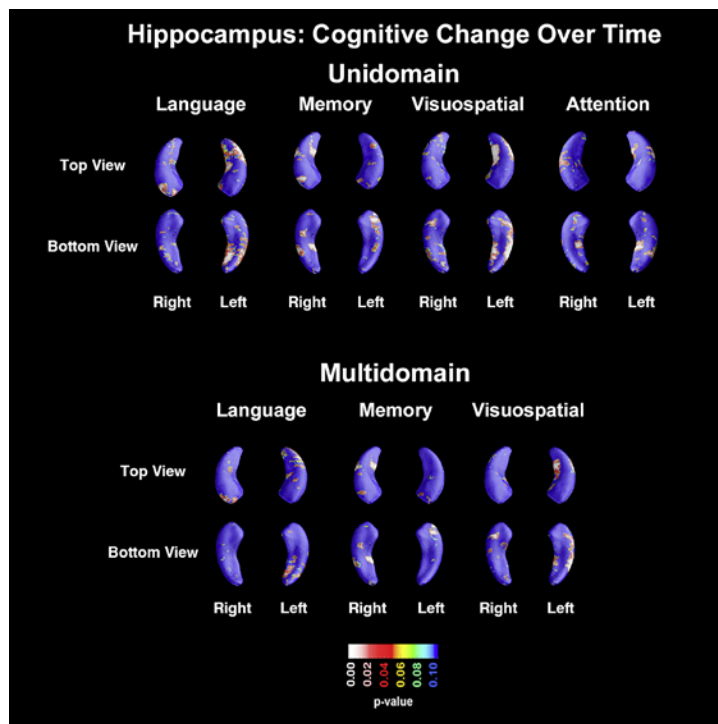 Hippocampus: Cognitive Change Over Time
Unidomain
Language Memory Visuospatial Attention
Top View
Bottom View
Right Left Right Left Right Left Right Left
Multidomain
Language Memory Visuospatial
Top View
Bottom View
Right Left Right Left Right Left
0.00 0.02 0.04 0.06 0.08 0.10
p-value